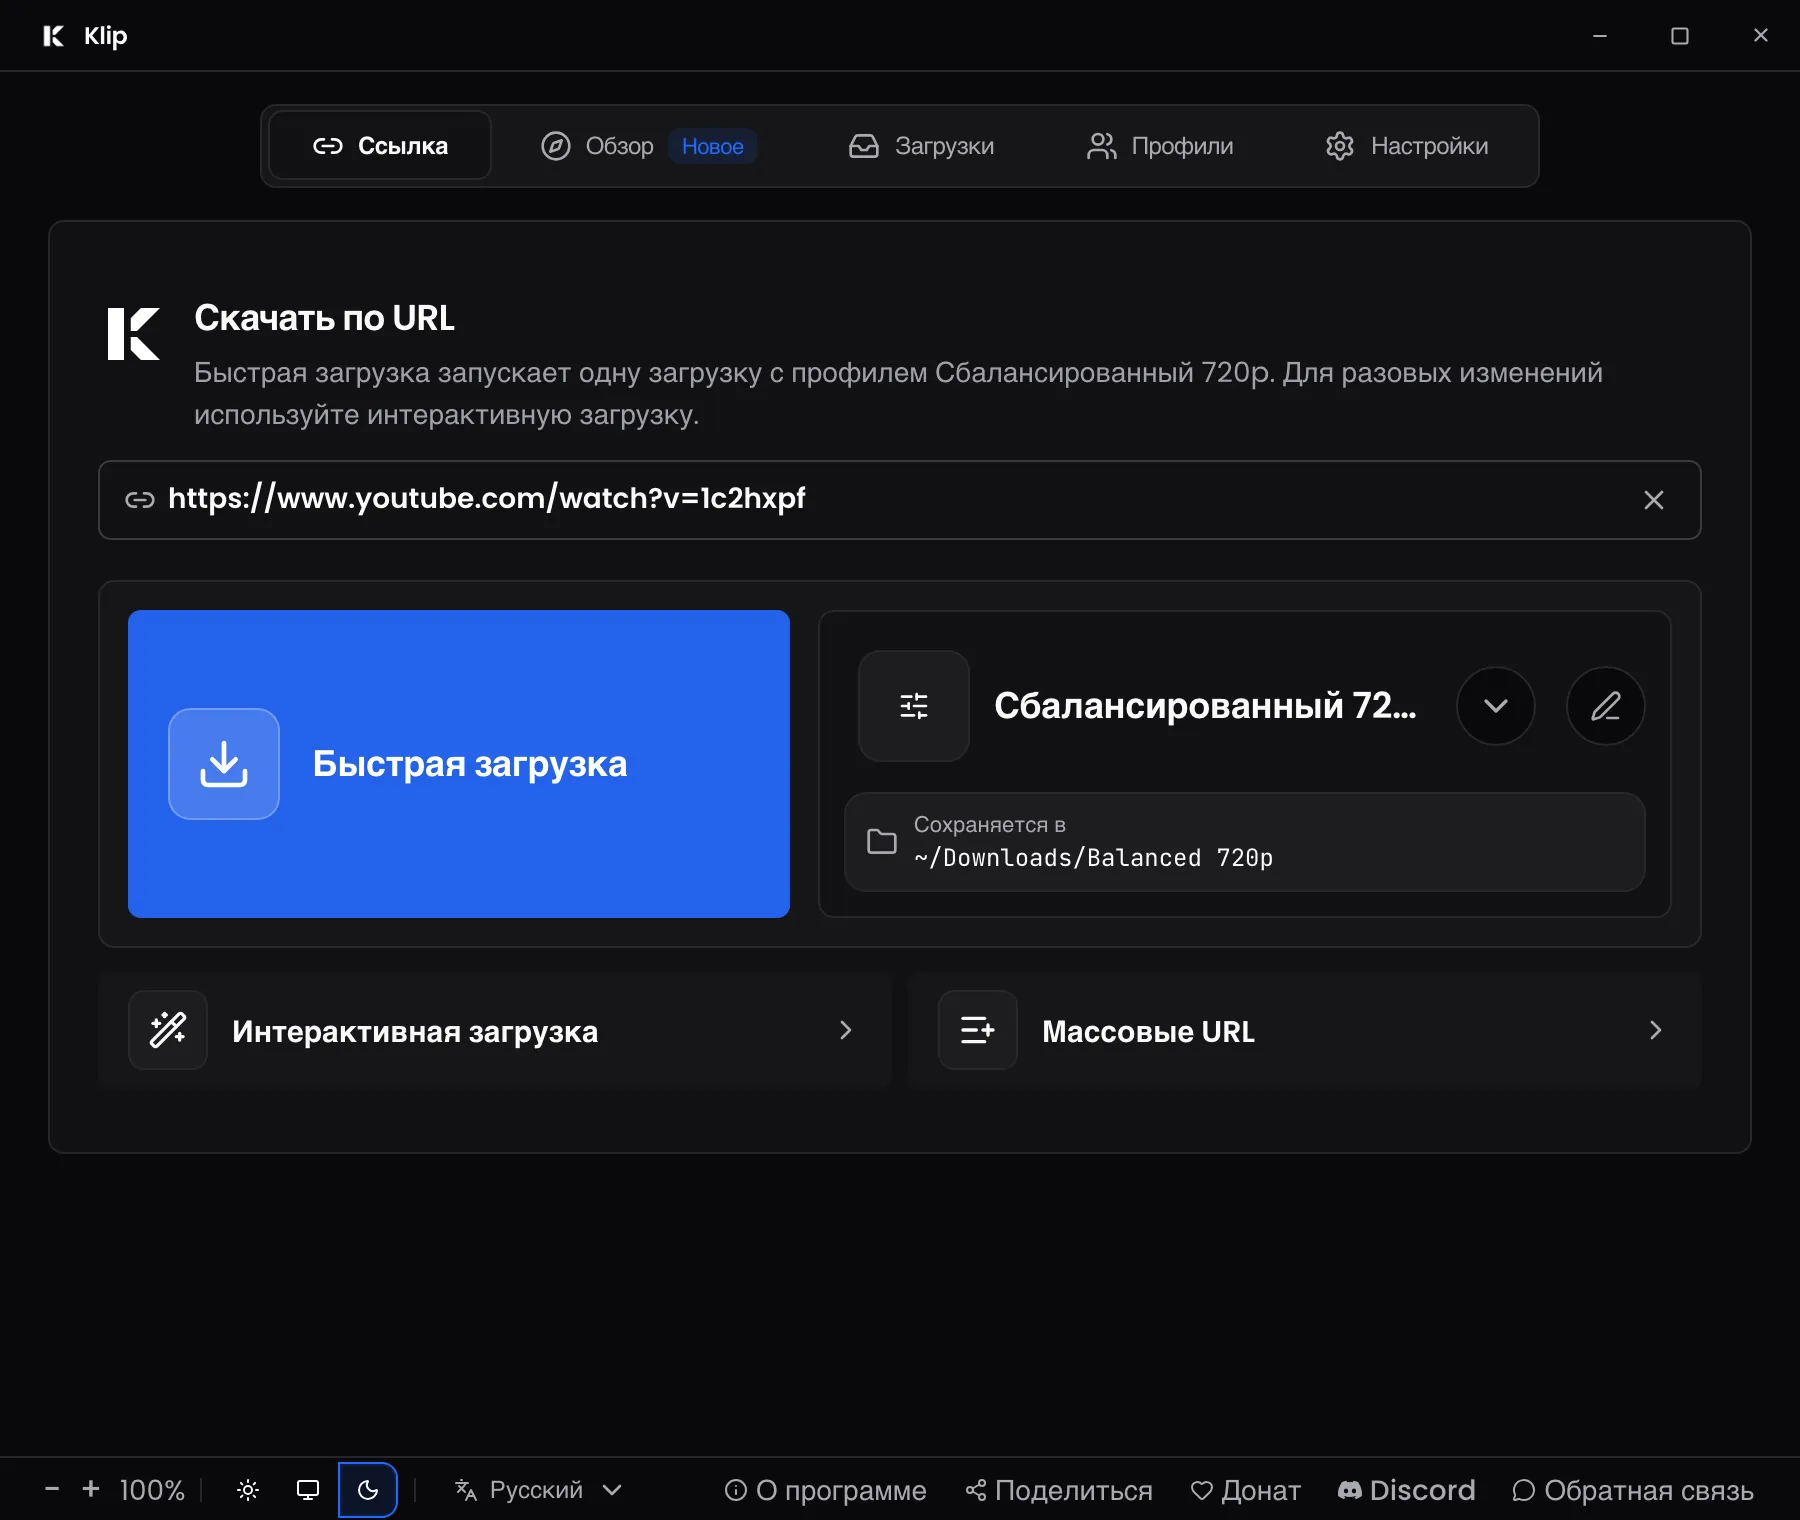 Klip
Ссылка
Обзор
Новое
Загрузки
Профили
Настройки
Скачать по URL
Быстрая загрузка запускает одну загрузку с профилем Сбалансированный 720p. Для разовых изменений
используйте интерактивную загрузку.
https://www.youtube.com/watch?v=1c2hxpf
Быстрая загрузка
Сбалансированный 72...
Сохраняется в
~/Downloads/Balanced 720p
Интерактивная загрузка
Массовые URL
− + 100%
Русский
О программе
Поделиться
Донат
Discord
Обратная связь